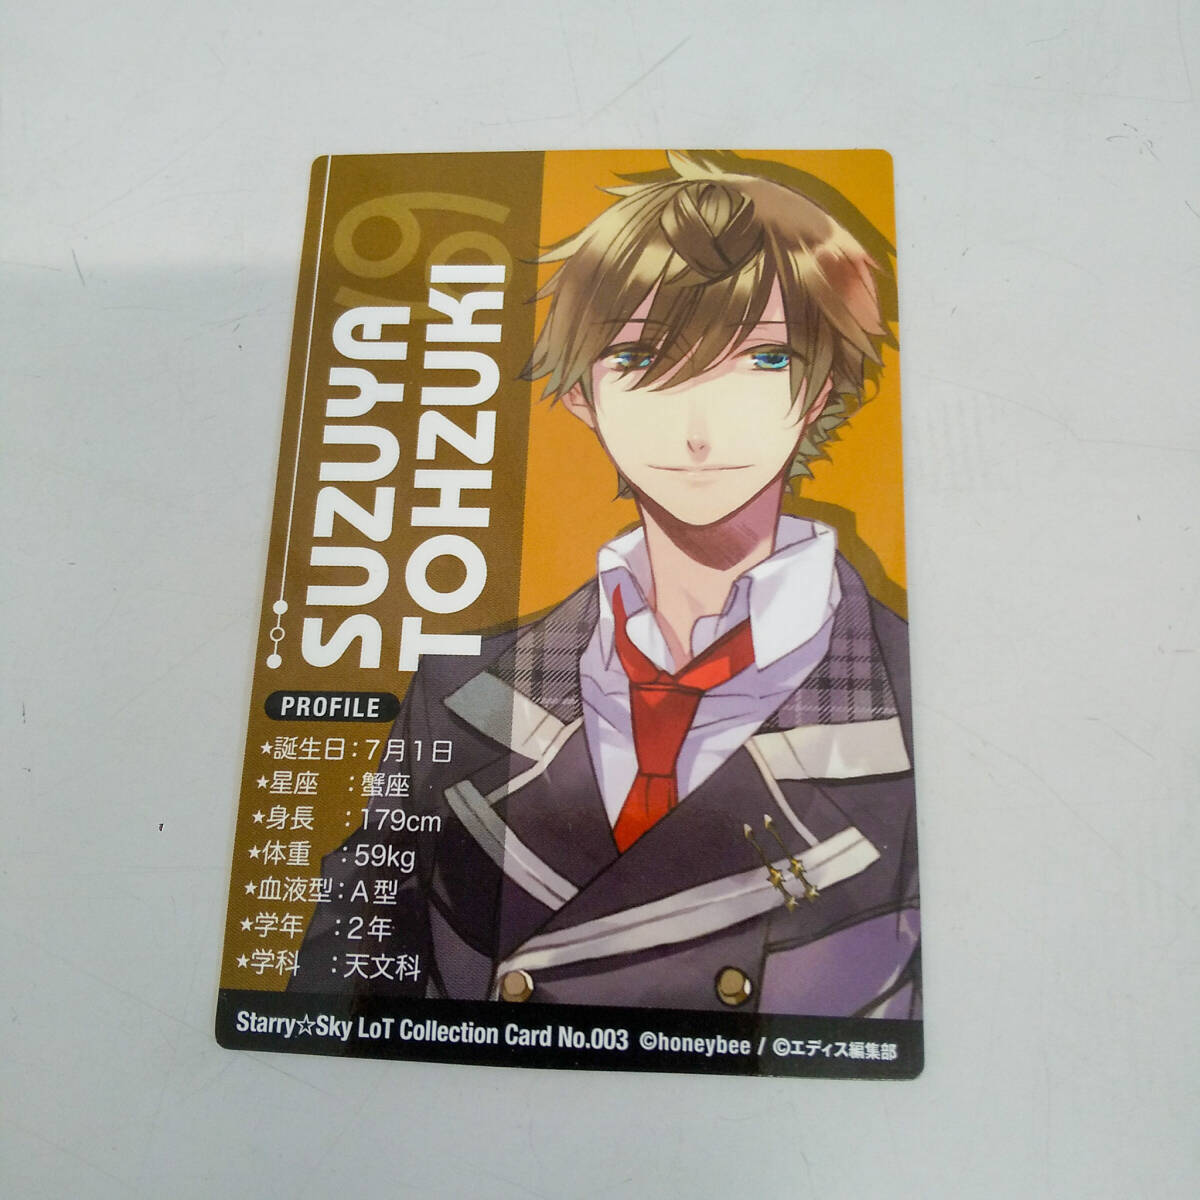 SUZUYA
TOHZUKI
PROFILE
★誕生日:7月1日
★星座 :蟹座
★身長 :179cm
★体重 :59kg
★血液型:A型
★学年 :2年
★学科 :天文科
Starry☆Sky LoT Collection Card No.003 ©honeybee / ©エディス編集部